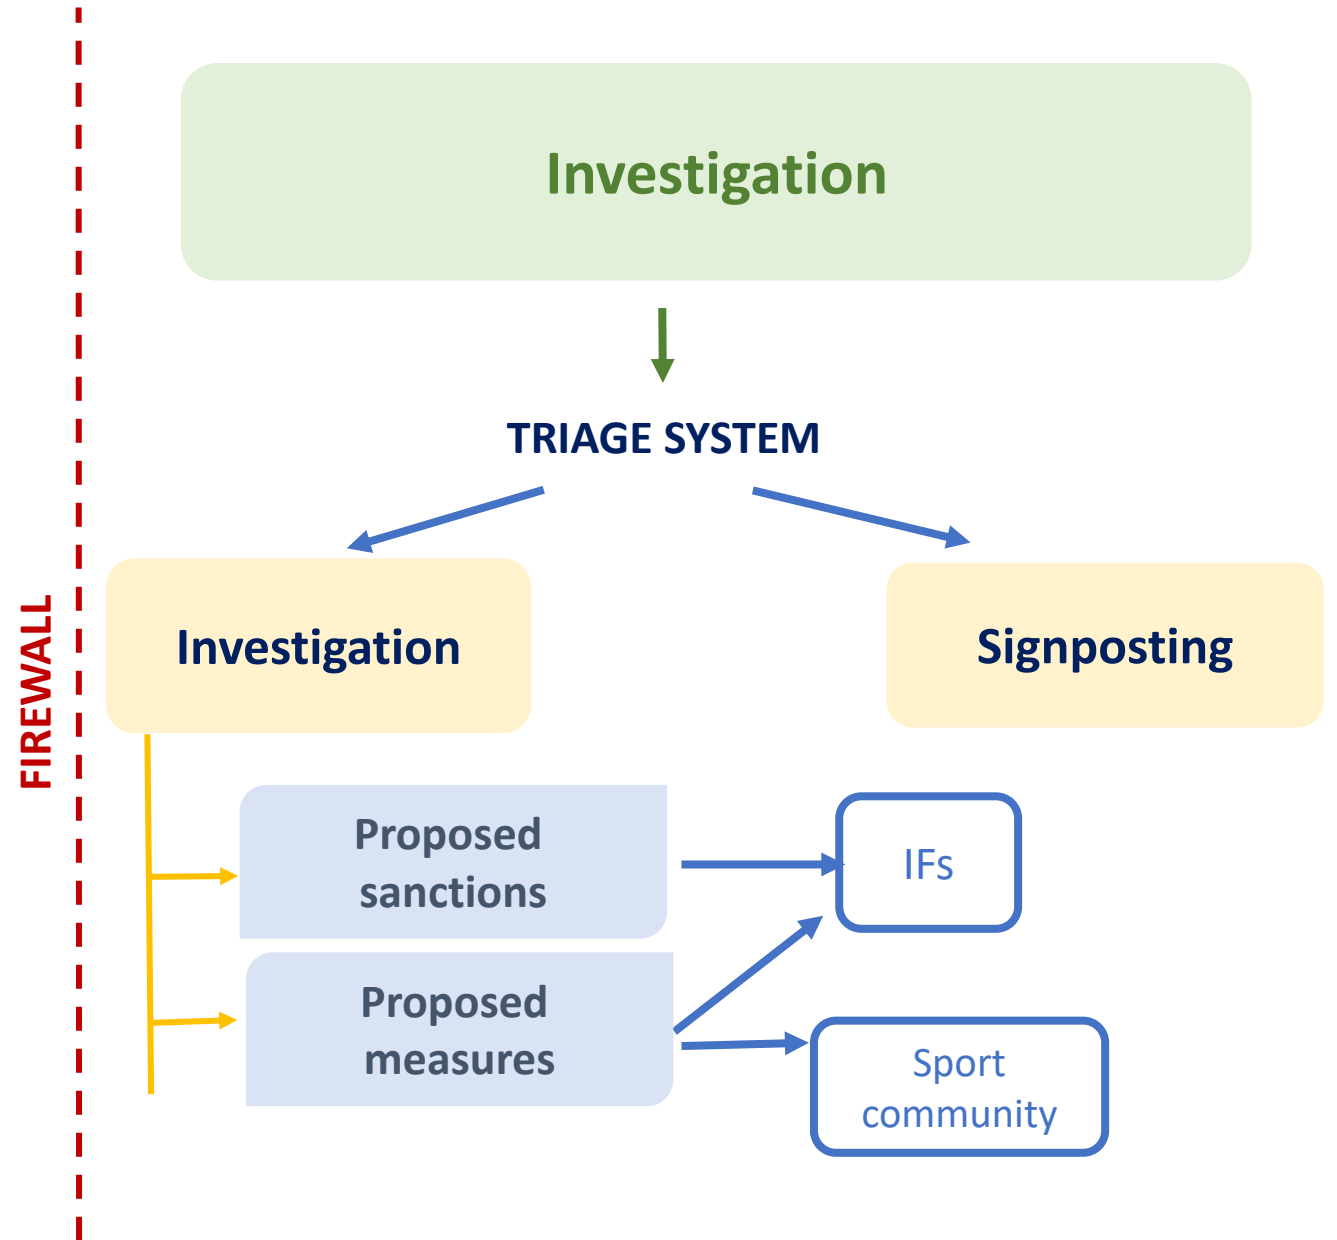 Investigation
TRIAGE SYSTEM
FIREWALL
Investigation
Signposting
Proposed
sanctions
IFs
Proposed
measures
Sport
community